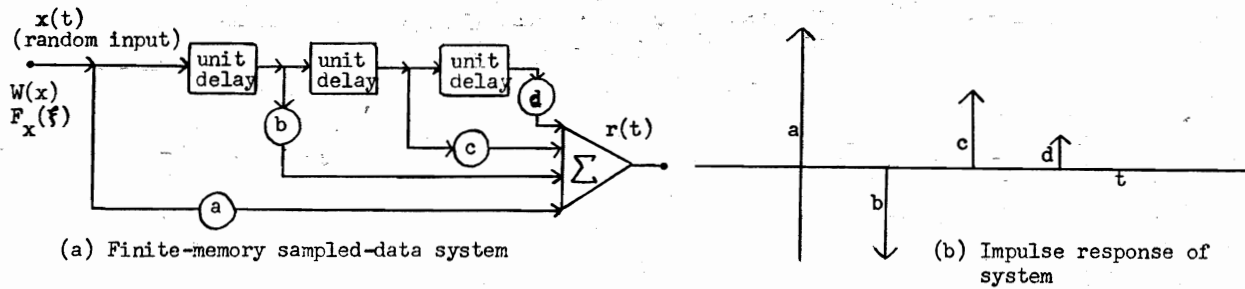 x(t)
(random input)
W(x)
F_x(f)
unit delay
unit delay
unit delay
b
c
d
a
r(t)
Σ
(a) Finite-memory sampled-data system
a
b
c
d
t
(b) Impulse response of
system